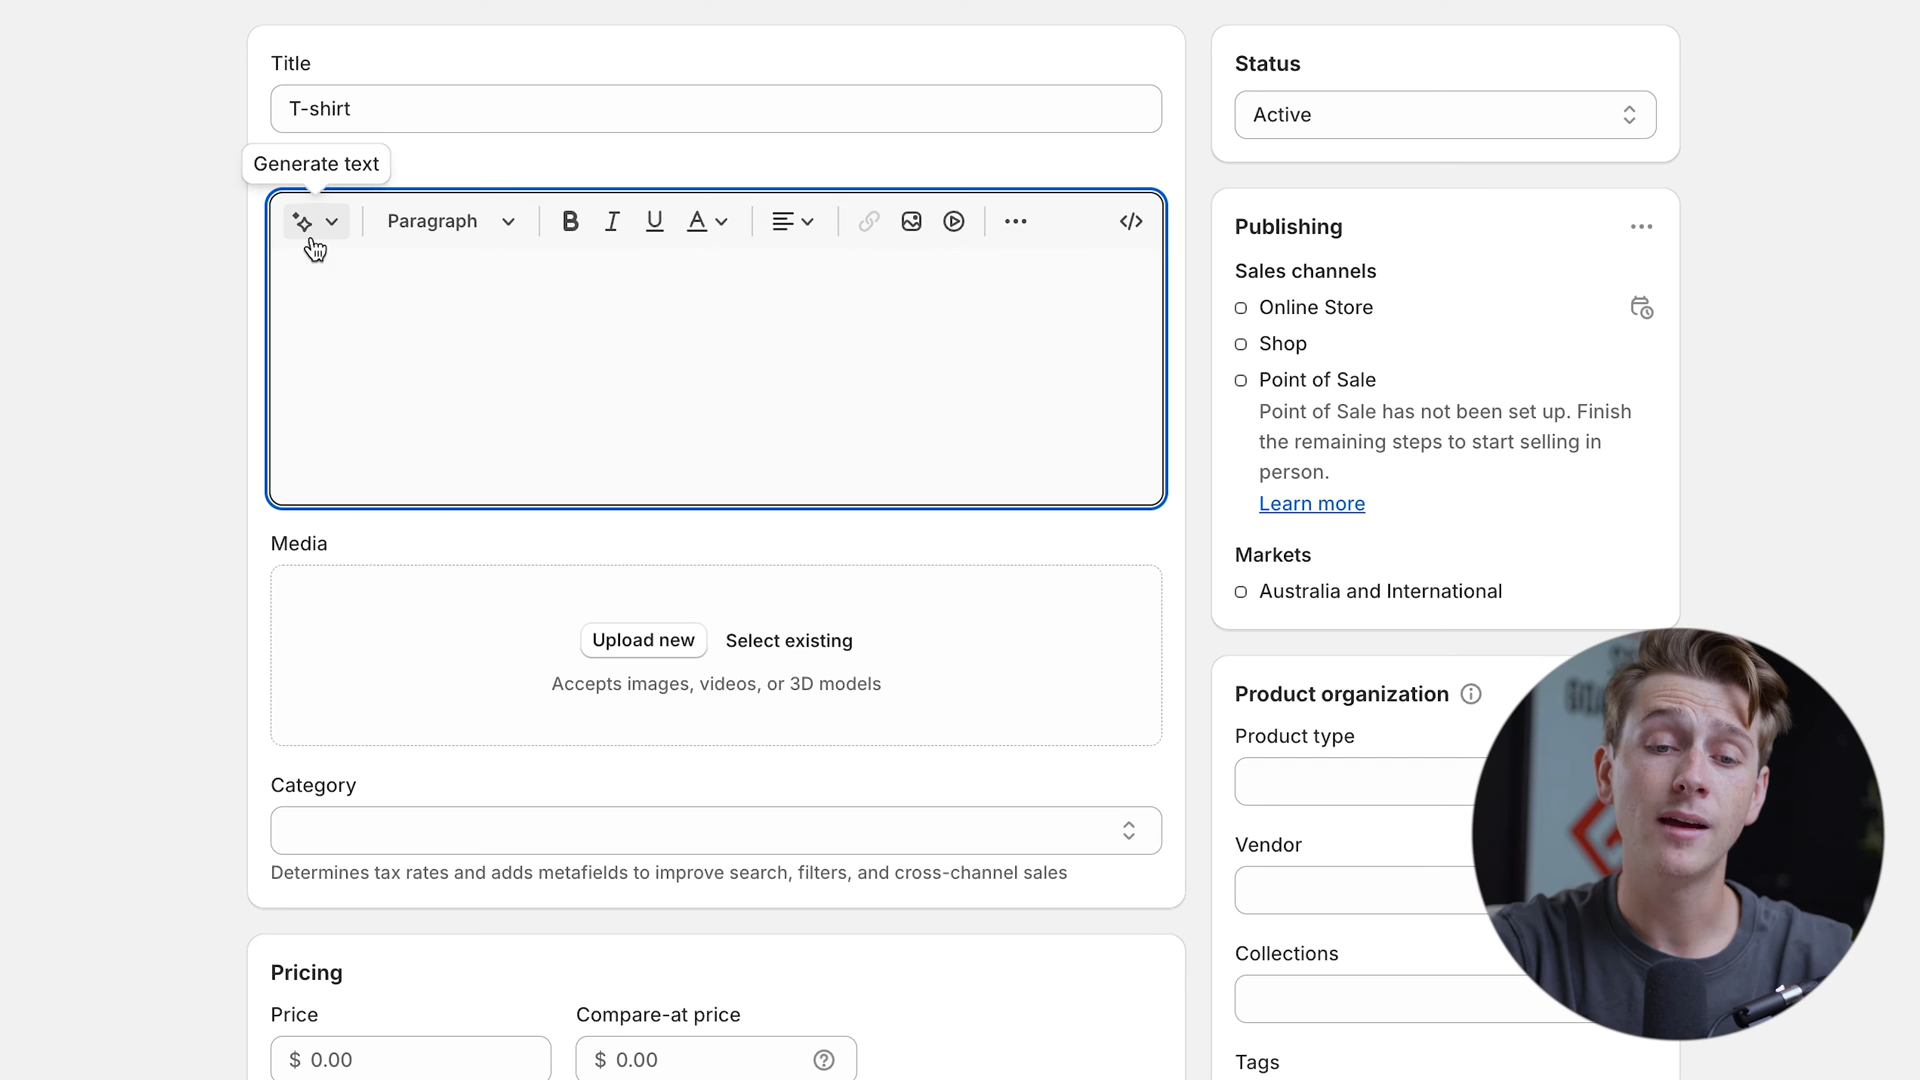 Title
T-shirt
Generate text
Paragraph
Media
Upload new
Select existing
Accepts images, videos, or 3D models
Category
Determines tax rates and adds metafields to improve search, filters, and cross-channel sales
Pricing
Price
Compare-at price
$ 0.00
$ 0.00
Status
Active
Publishing
Sales channels
Online Store
Shop
Point of Sale
Point of Sale has not been set up. Finish
the remaining steps to start selling in
person.
Learn more
Markets
Australia and International
Product organization
Product type
Vendor
Collections
Tags